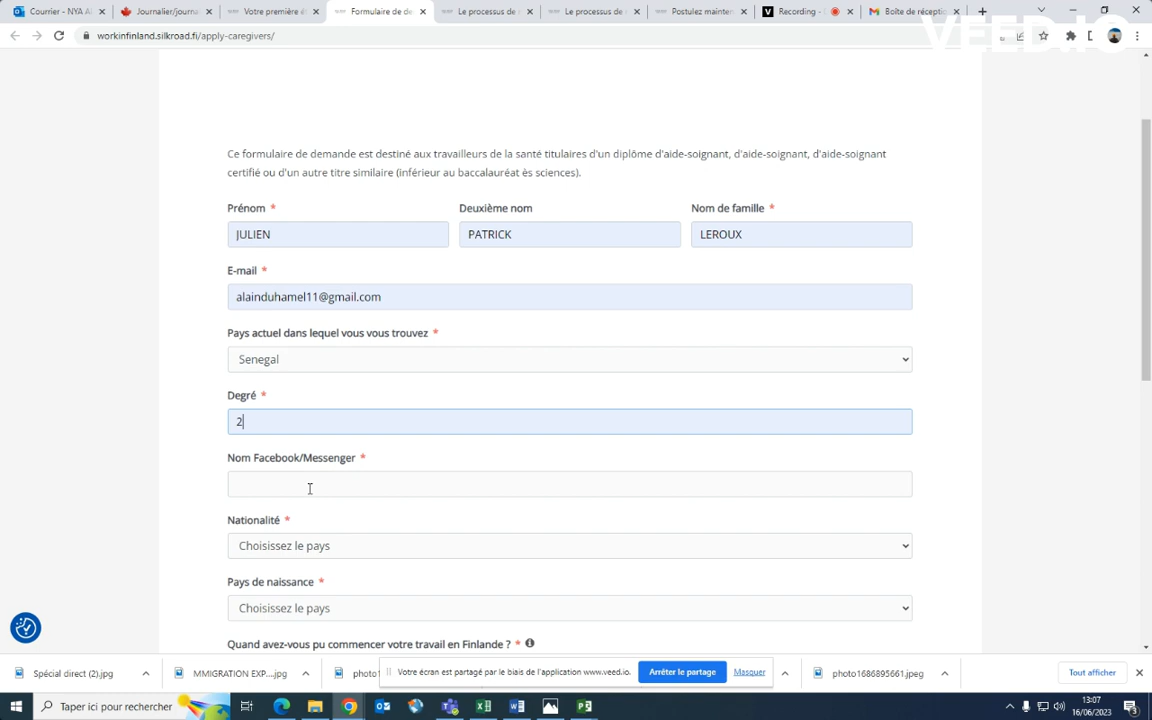 Courrier - NYA A
Journalier/journa
Votre première ét
Formulaire de de
Le processus de
Le processus de
Postulez mainten
Recording -
Boîte de récepti
workinfinland.silkroad.fi/apply-caregivers/
VEED.IO
Ce formulaire de demande est destiné aux travailleurs de la santé titulaires d'un diplôme d'aide-soignant, d'aide-soignant, d'aide-soignant
certifié ou d'un autre titre similaire (inférieur au baccalauréat ès sciences).
Prénom * Deuxième nom Nom de famille *
JULIEN PATRICK LEROUX
E-mail *
alainduhamel11@gmail.com
Pays actuel dans lequel vous vous trouvez *
Senegal
Degré *
2
Nom Facebook/Messenger *
Nationalité *
Choisissez le pays
Pays de naissance *
Choisissez le pays
Quand avez-vous pu commencer votre travail en Finlande ? *
Spécial direct (2).jpg
MMIGRATION EXP....jpg
photo1
Votre écran est partagé par le biais de l'application www.veed.io.
Arrêter le partage
Masquer
photo1686895661.jpeg
Tout afficher
Taper ici pour rechercher
13:07
16/06/2023
3